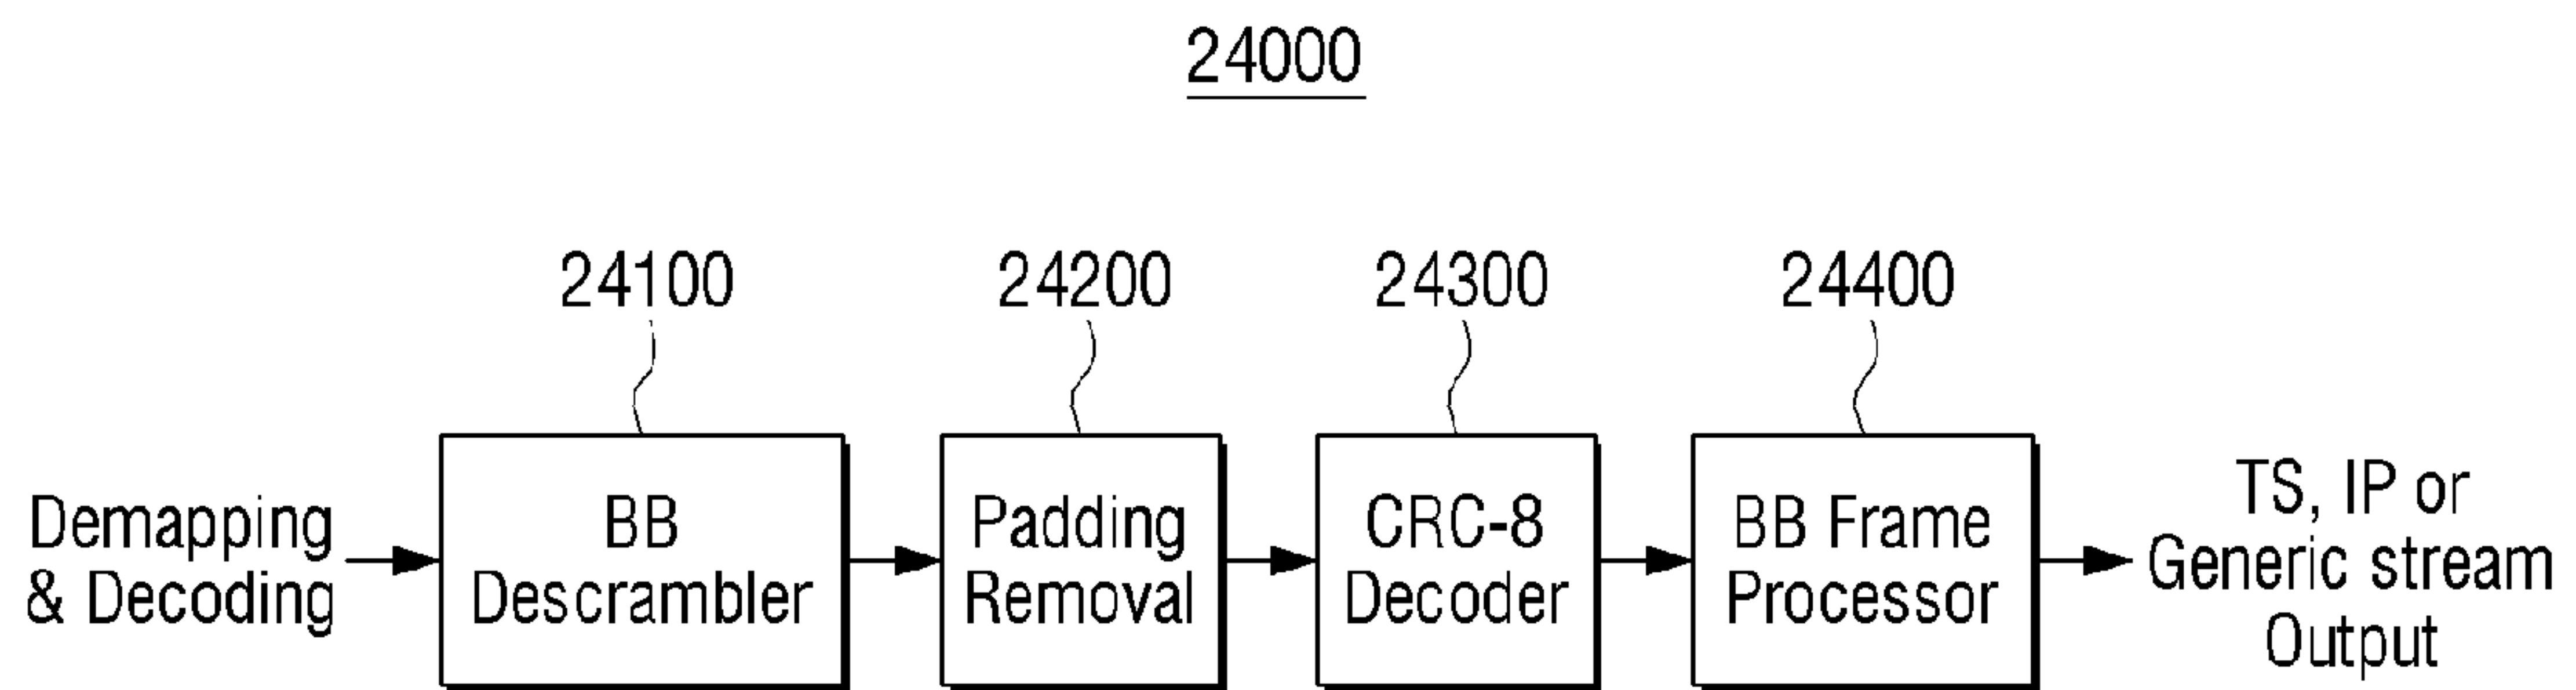 24000
24100
24200
24300
24400
Demapping
& Decoding
BB
Descrambler
Padding
Removal
CRC-8
Decoder
BB Frame
Processor
TS, IP or
Generic stream
Output